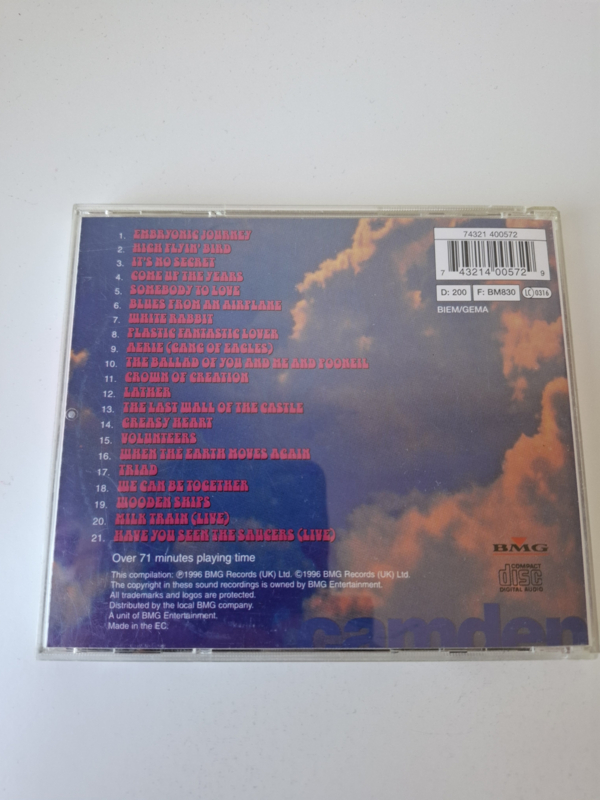 1. EMBRYONIC JOURNEY
2. HIGH FLYIN' BIRD
3. IT'S NO SECRET
4. COME UP THE YEARS
5. SOMEBODY TO LOVE
6. BLUES FROM AN AIRPLANE
7. WHITE RABBIT
8. PLASTIC FANTASTIC LOVER
9. AERIE (GANG OF EAGLES)
10. THE BALLAD OF YOU AND ME AND POONEIL
11. CROWN OF CREATION
12. LATHER
13. THE LAST WALL OF THE CASTLE
14. GREASY HEART
15. VOLUNTEERS
16. WHEN THE EARTH MOVES AGAIN
17. TRIAD
18. WE CAN BE TOGETHER
19. WOODEN SHIPS
20. MILK TRAIN (LIVE)
21. HAVE YOU SEEN THE SAUCERS (LIVE)
Over 71 minutes playing time
This compilation: ℗1996 BMG Records (UK) Ltd. ©1996 BMG Records (UK) Ltd.
The copyright in these sound recordings is owned by BMG Entertainment.
All trademarks and logos are protected.
Distributed by the local BMG company.
A unit of BMG Entertainment.
Made in the EC.
74321 400572
7 43214 00572 9
D: 200 F: BM830 LC 0316
BIEM/GEMA
BMG
COMPACT
disc
DIGITAL AUDIO
camden